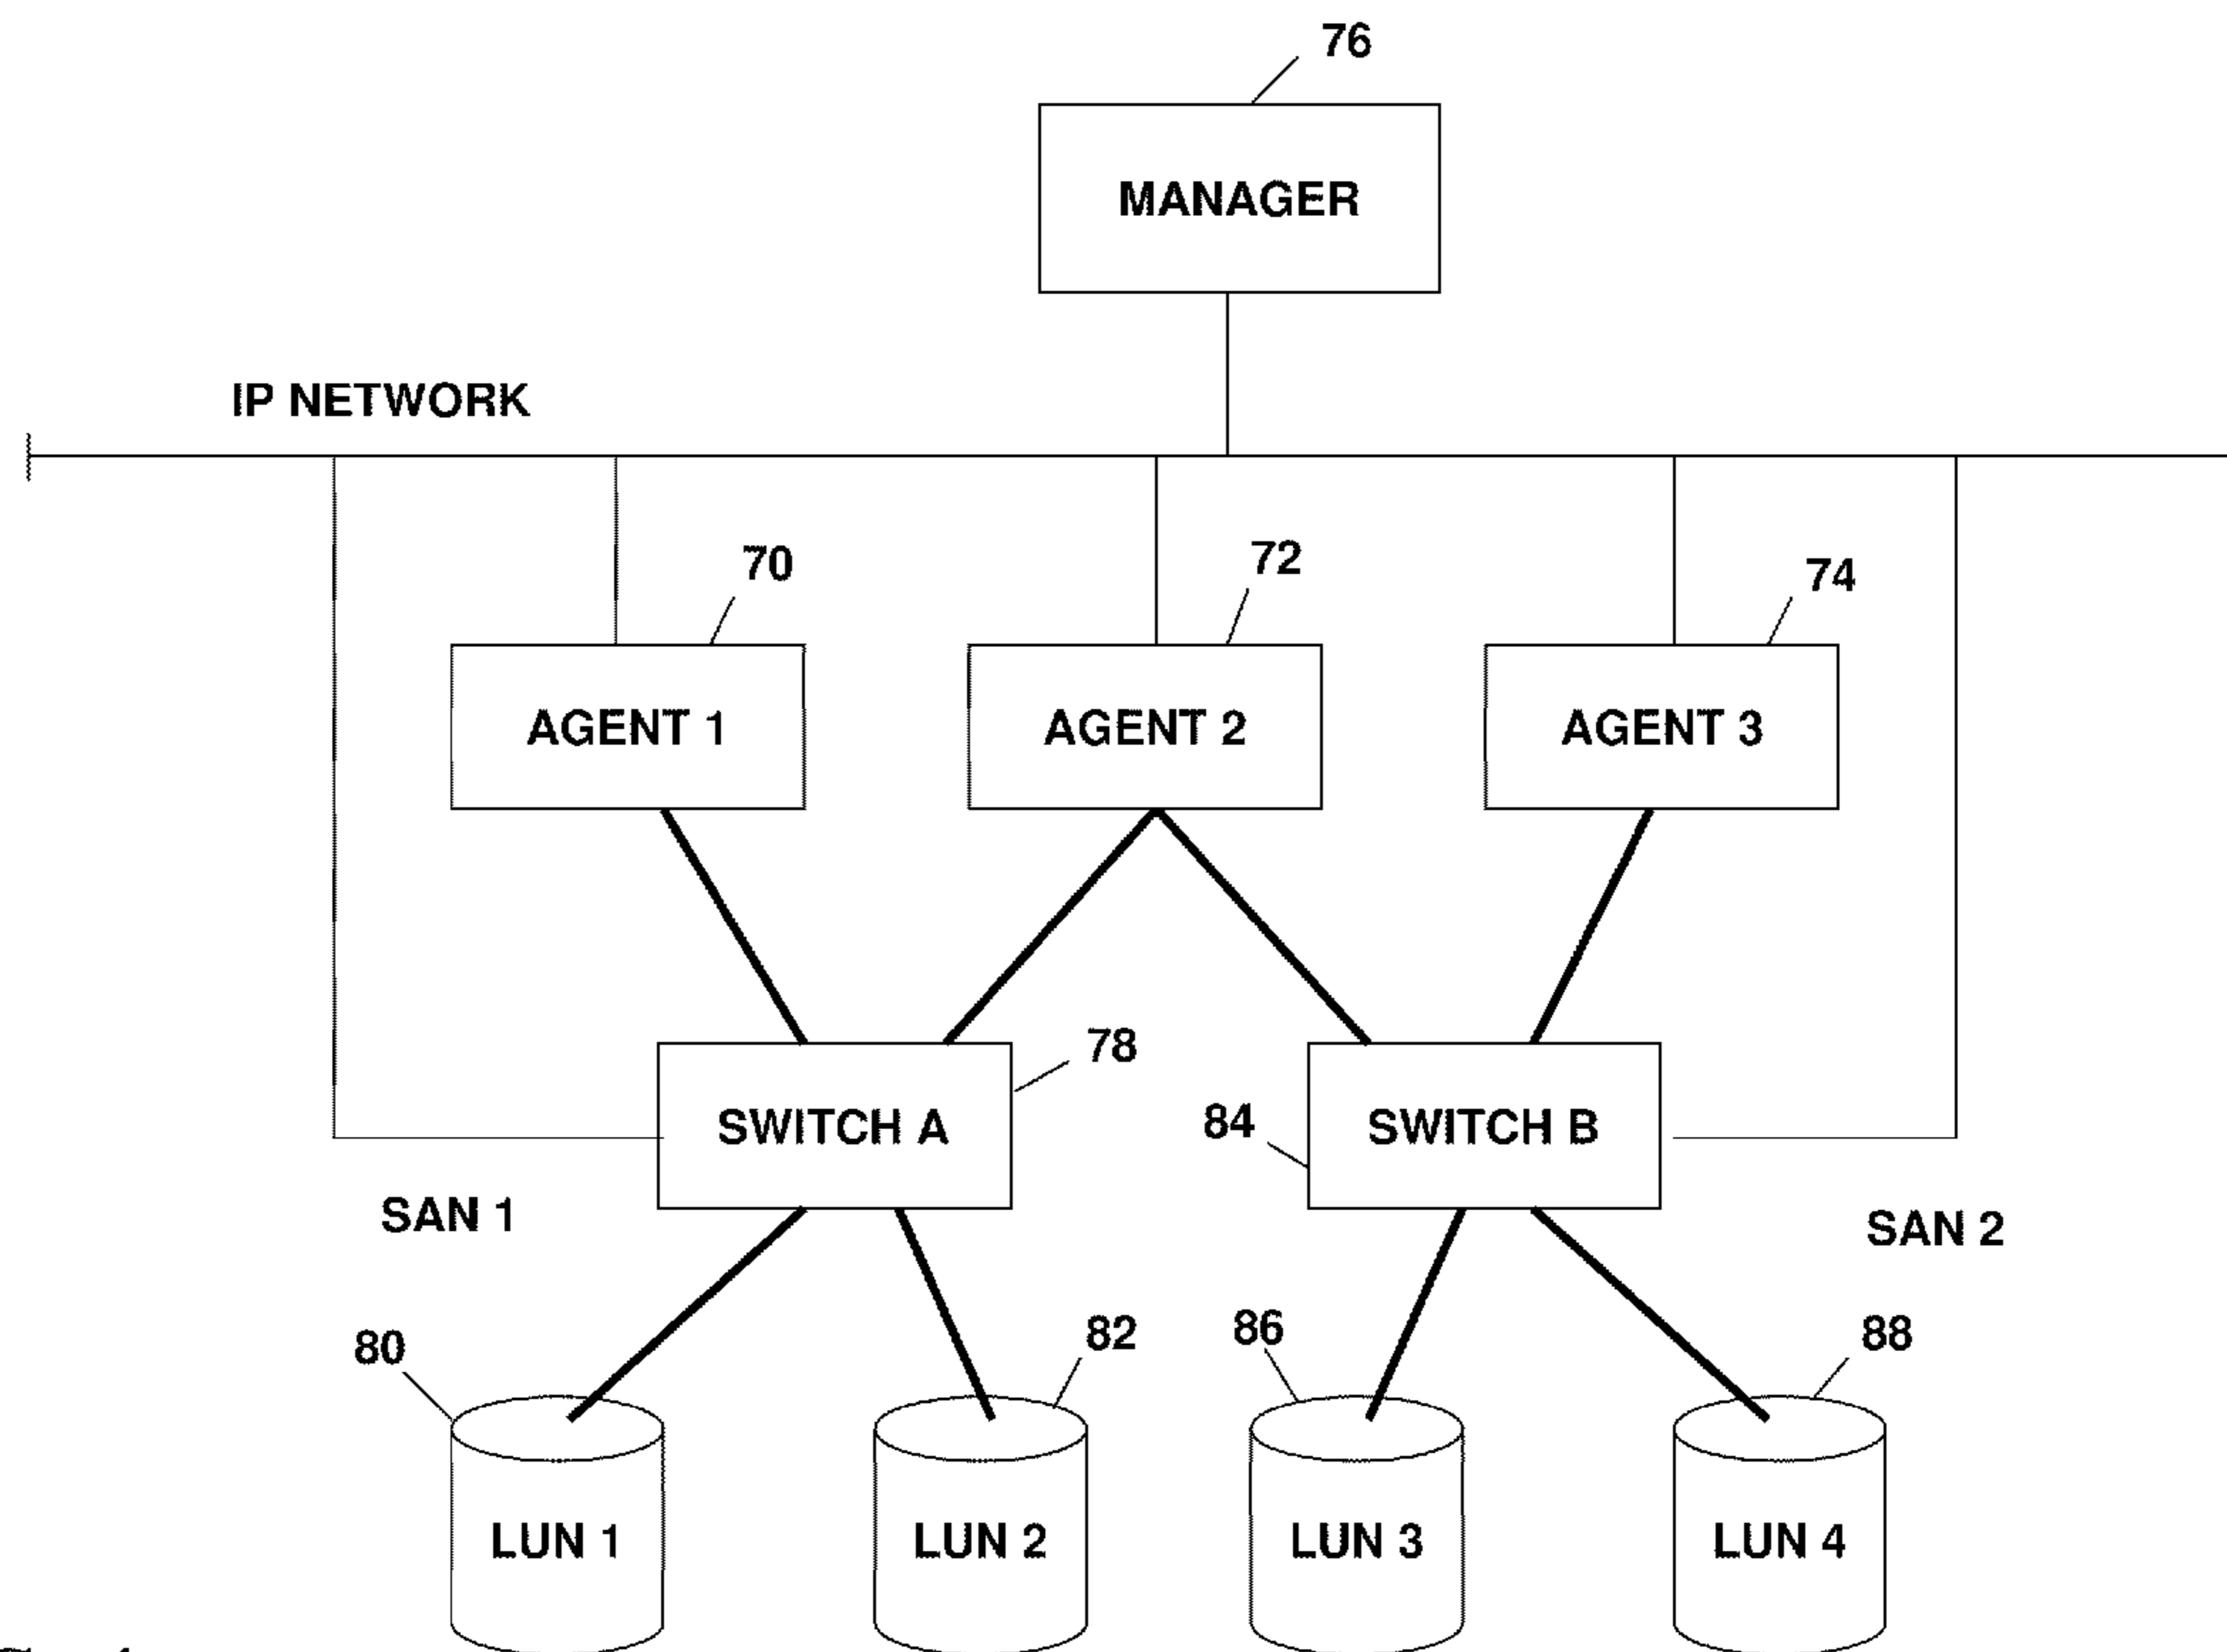 76
MANAGER
IP NETWORK
70
72
74
AGENT 1
AGENT 2
AGENT 3
78
84
SWITCH A
SWITCH B
SAN 1
SAN 2
80
82
86
88
LUN 1
LUN 2
LUN 3
LUN 4